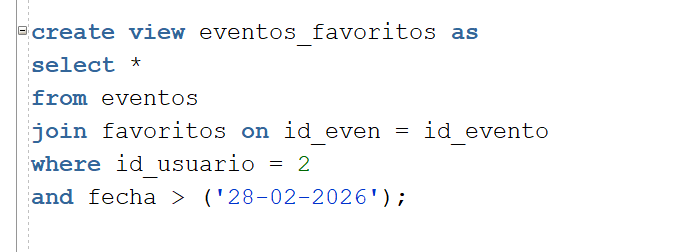 create view eventos_favoritos as
select *
from eventos
join favoritos on id_even = id_evento
where id_usuario = 2
and fecha > ('28-02-2026');